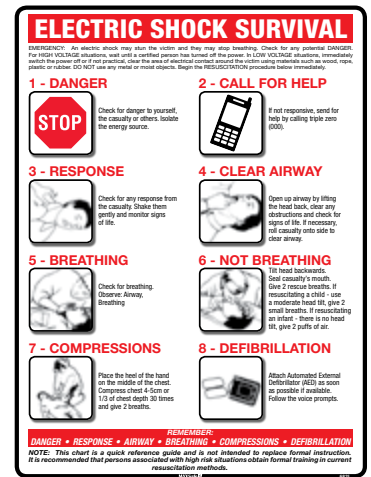 ELECTRIC SHOCK SURVIVAL
EMERGENCY: An electric shock may stun the victim and they may stop breathing. Check for any potential DANGER.
For HIGH VOLTAGE situations, wait until a certified person has turned off the power. In LOW VOLTAGE situations, immediately
switch the power off or if not practical, clear the area of electrical contact around the victim using materials such as wood, rope,
plastic or rubber. DO NOT use any metal or moist objects. Begin the RESUSCITATION procedure below immediately.
1 - DANGER
STOP
Check for danger to yourself,
the casualty or others. Isolate
the energy source.
2 - CALL FOR HELP
If not responsive, send for
help by calling triple zero
(000).
3 - RESPONSE
Check for any response from
the casualty. Shake them
gently and monitor signs
of life.
4 - CLEAR AIRWAY
Open up airway by lifting
the head back, clear any
obstructions and check for
signs of life. If necessary,
roll casualty onto side to
clear airway.
5 - BREATHING
Check for breathing.
Observe: Airway,
Breathing
6 - NOT BREATHING
Tilt head backwards.
Seal casualty's mouth.
Give 2 rescue breaths. If
resuscitating a child - use
a moderate head tilt, give 2
small breaths. If resuscitating
an infant - there is no head
tilt, give 2 puffs of air.
7 - COMPRESSIONS
Place the heel of the hand
on the middle of the chest.
Compress chest 4-5cm or
1/3 of chest depth 30 times
and give 2 breaths.
8 - DEFIBRILLATION
Attach Automated External
Defibrillator (AED) as soon
as possible if available.
Follow the voice prompts.
REMEMBER:
DANGER • RESPONSE • AIRWAY • BREATHING • COMPRESSIONS • DEFIBRILLATION
NOTE: This chart is a quick reference guide and is not intended to replace formal instruction.
It is recommended that persons associated with high risk situations obtain formal training in current
resuscitation methods.